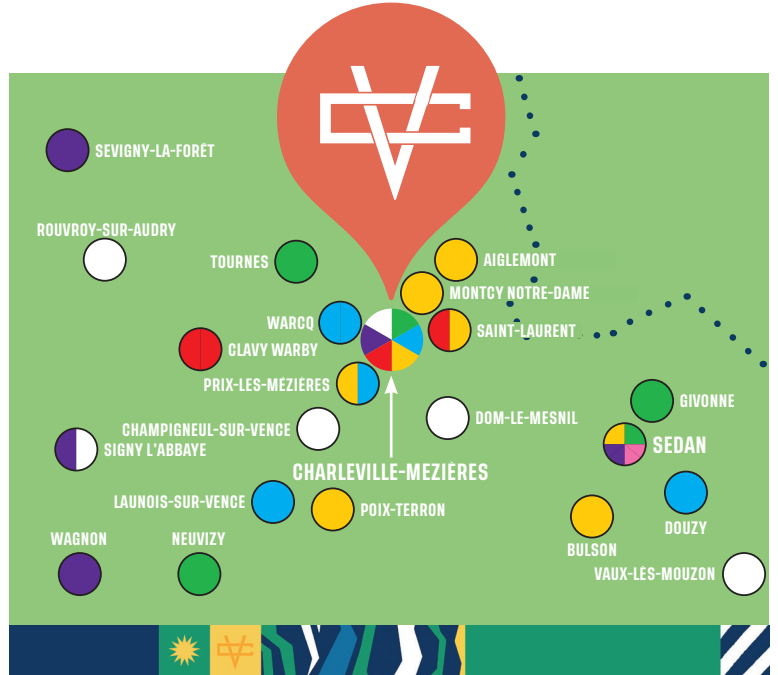 SEVIGNY-LA-FORÊT
ROUVROY-SUR-AUDRY
TOURNES
AIGLEMONT
MONTCY NOTRE-DAME
WARCQ
SAINT-LAURENT
CLAVY WARBY
PRIX-LES-MÉZIÈRES
GIVONNE
DOM-LE-MESNIL
CHAMPIGNEUL-SUR-VENCE
SIGNY L'ABBAYE
SEDAN
CHARLEVILLE-MEZIÈRES
LAUNOIS-SUR-VENCE
POIX-TERRON
DOUZY
WAGNON
NEUVIZY
BULSON
VAUX-LÈS-MOUZON